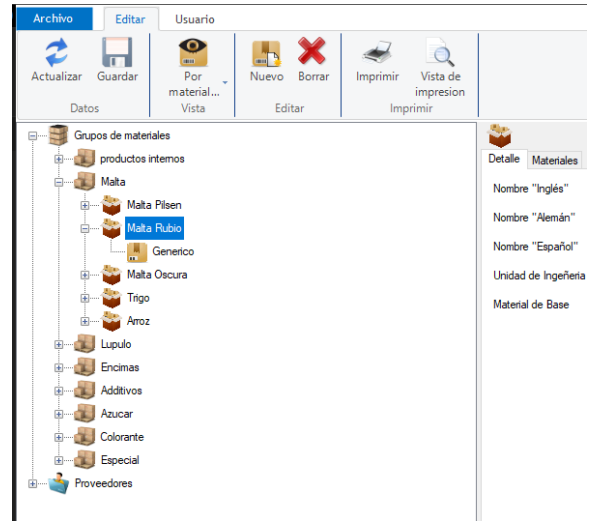 Archivo Editar Usuario
Actualizar Guardar Por material... Nuevo Borrar Imprimir Vista de impresion
Datos Vista Editar Imprimir
Grupos de materiales
productos internos
Malta
Malta Pilsen
Malta Rubio
Generico
Malta Oscura
Trigo
Arroz
Lupulo
Encimas
Additivos
Azucar
Colorante
Especial
Proveedores
Detalle Materiales
Nombre "Inglés"
Nombre "Alemán"
Nombre "Español"
Unidad de Ingeñeria
Material de Base